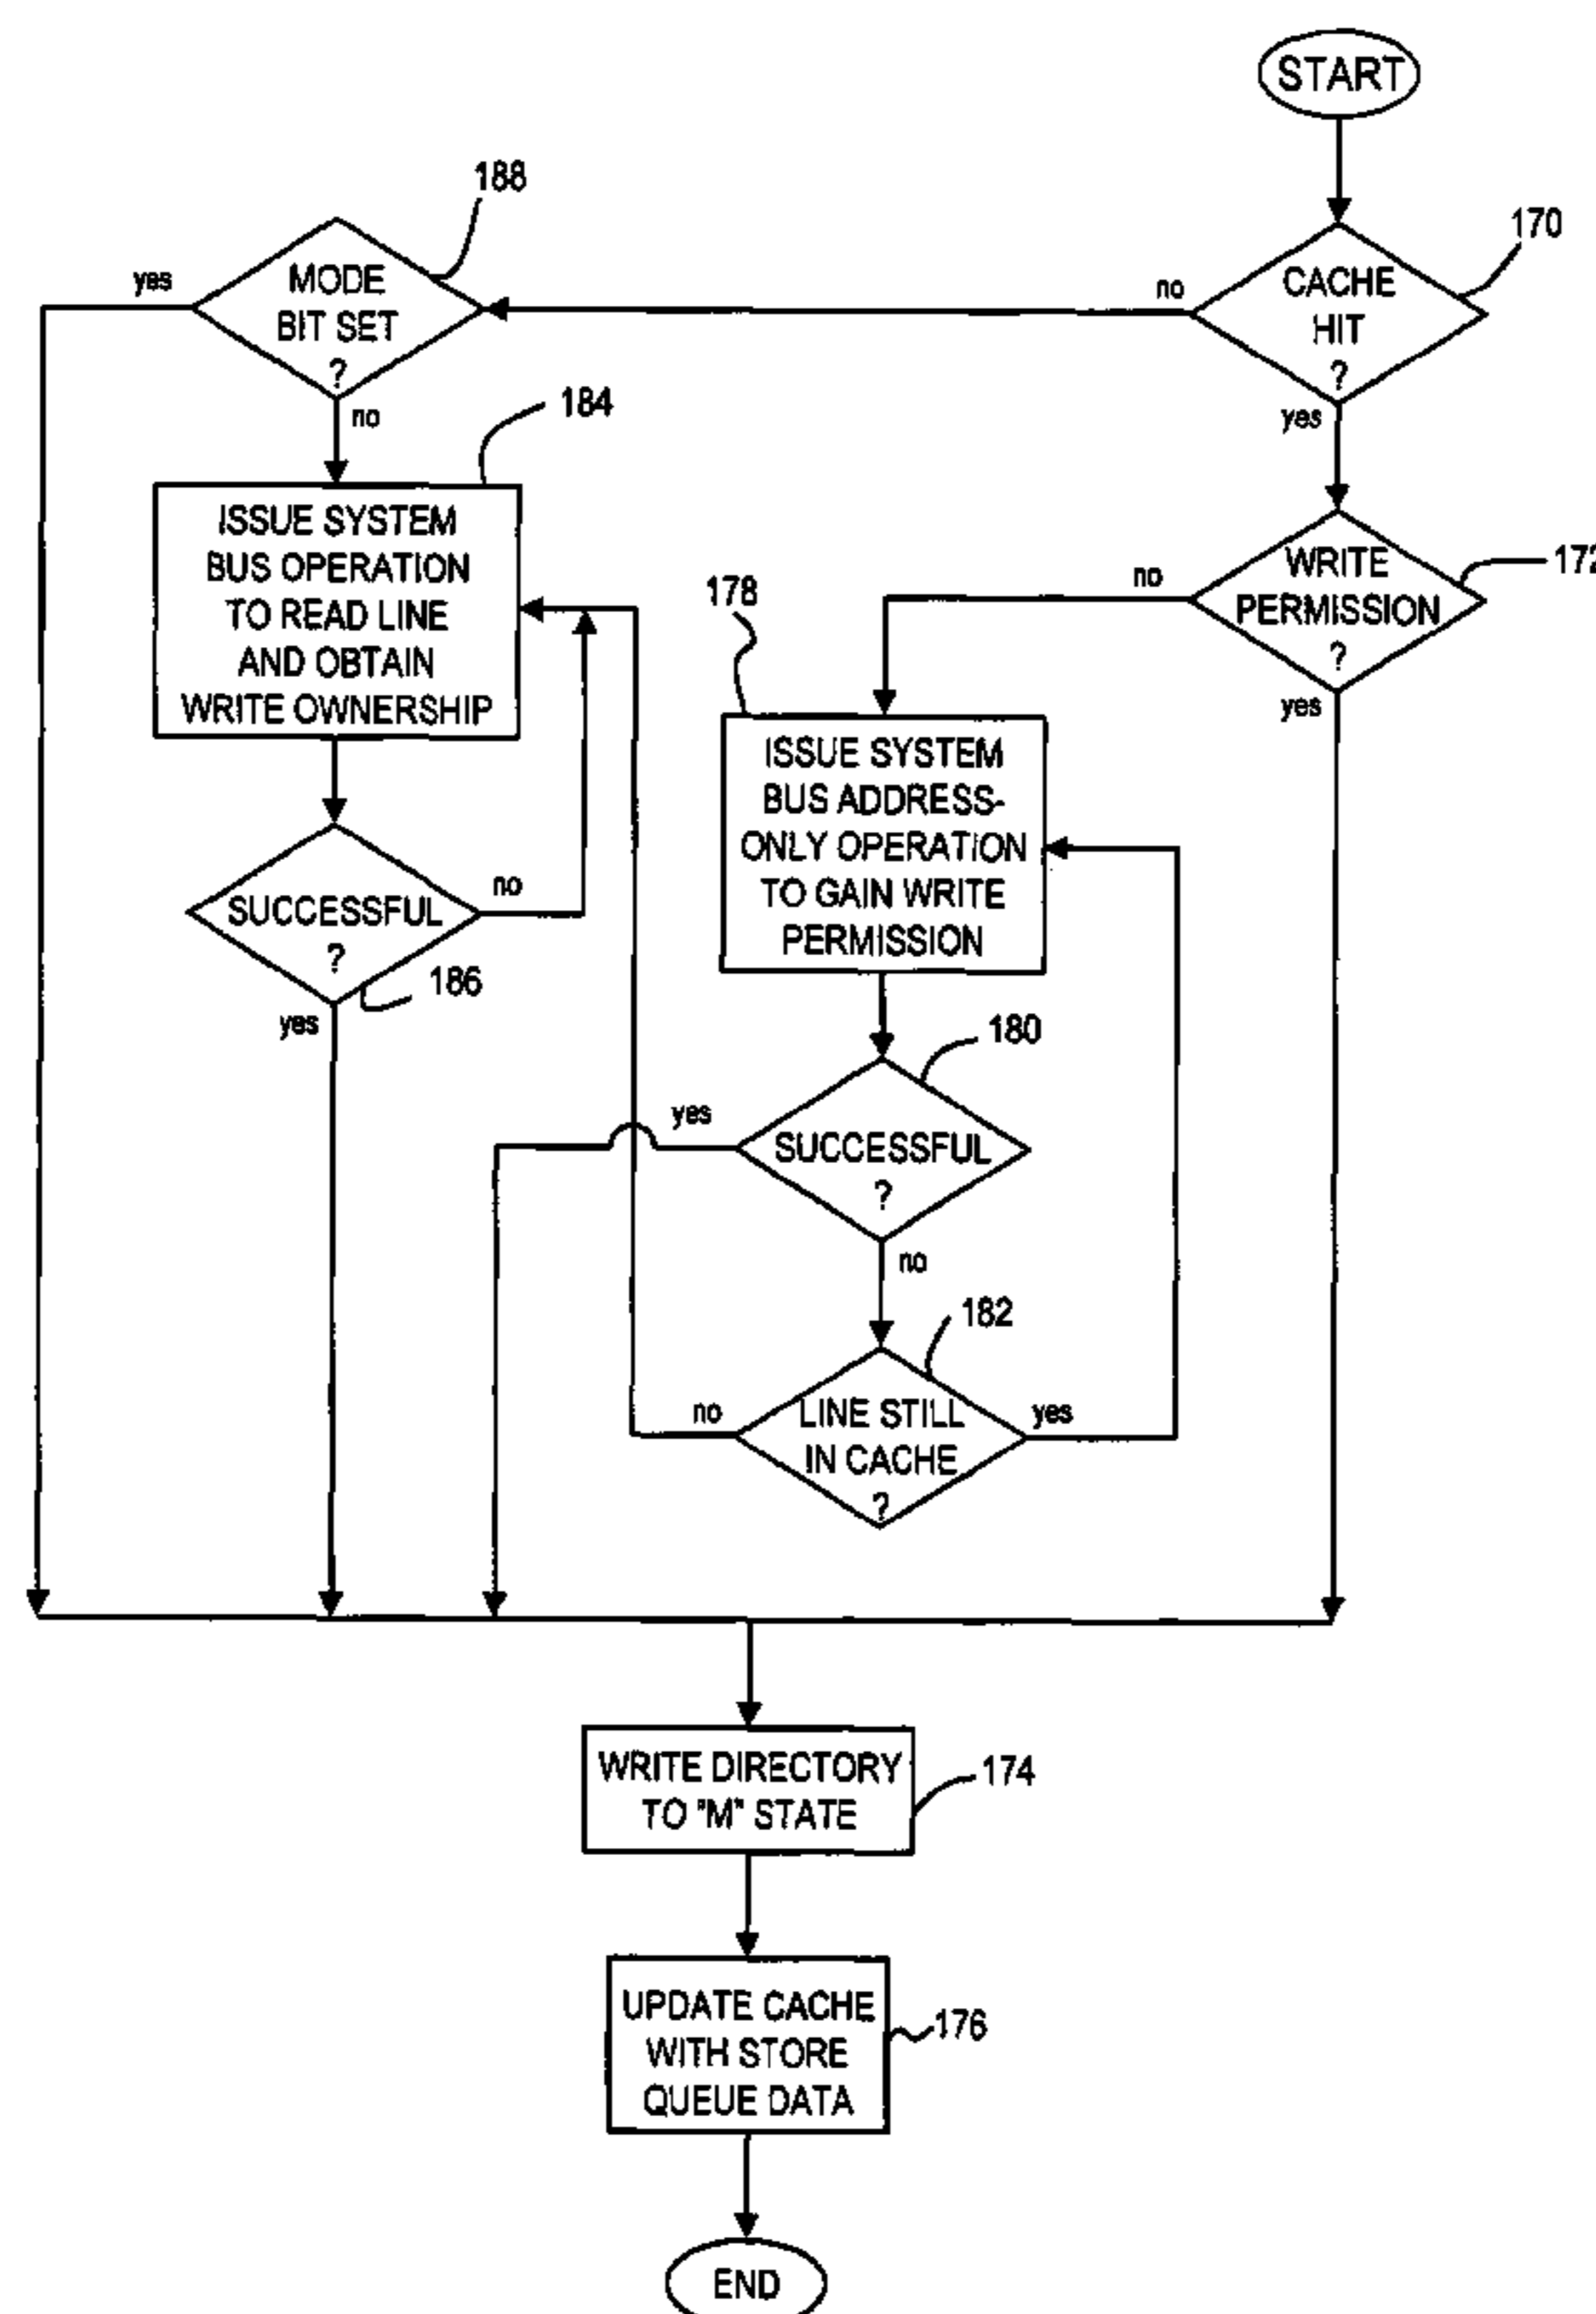 START
188
170
yes
MODE
BIT SET
?
no
CACHE
HIT
?
no
184
yes
ISSUE SYSTEM
BUS OPERATION
TO READ LINE
AND OBTAIN
WRITE OWNERSHIP
172
WRITE
PERMISSION
?
no
178
yes
ISSUE SYSTEM
BUS ADDRESS-
ONLY OPERATION
TO GAIN WRITE
PERMISSION
SUCCESSFUL
?
no
186
yes
180
yes
SUCCESSFUL
?
no
182
no
LINE STILL
IN CACHE
?
yes
WRITE DIRECTORY
TO "M" STATE
174
UPDATE CACHE
WITH STORE
QUEUE DATA
176
END